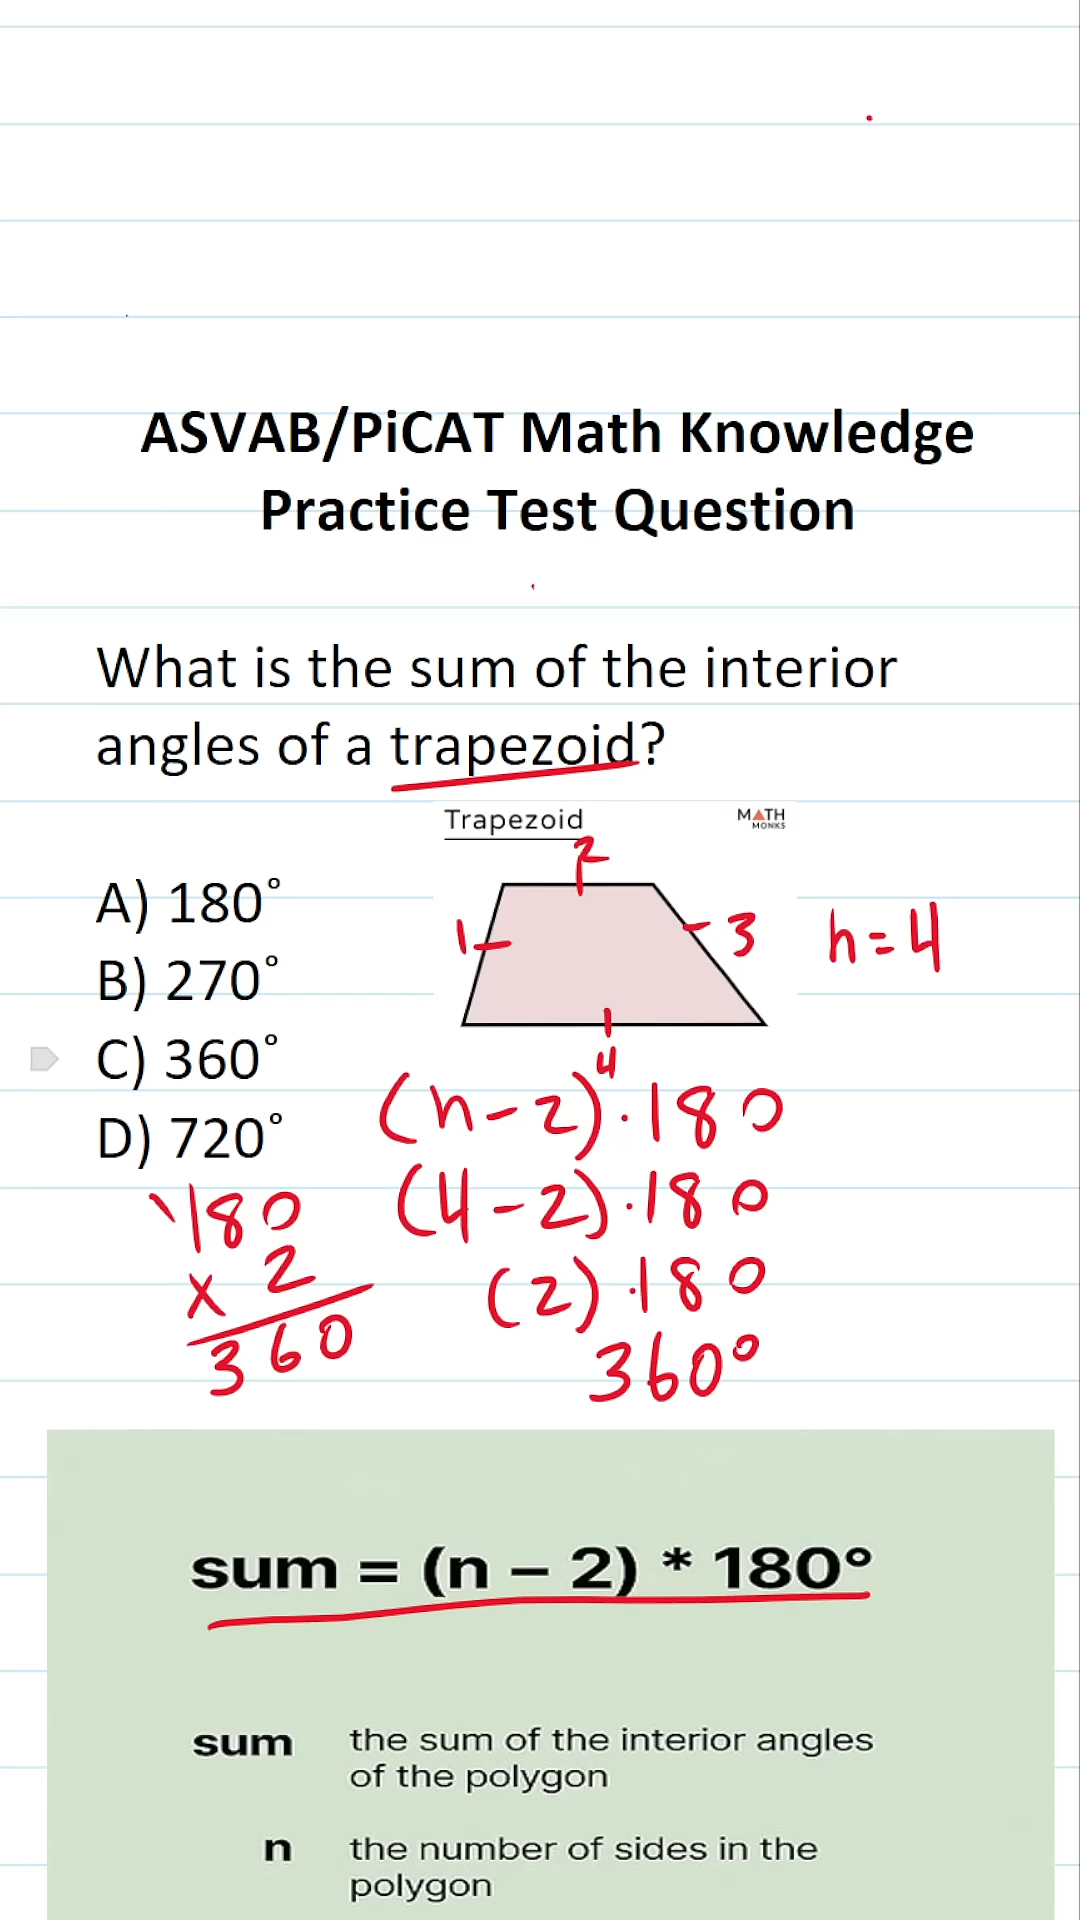 ASVAB/PiCAT Math Knowledge
Practice Test Question
What is the sum of the interior
angles of a trapezoid?
Trapezoid
MATH
MONKS
2
A) 180°
1
3
n=4
B) 270°
C) 360°
4
(n-2)·180
D) 720°
(4-2)·180
180
x 2
360
(2)·180
360°
sum = (n – 2) * 180°
sum the sum of the interior angles
of the polygon
n the number of sides in the
polygon